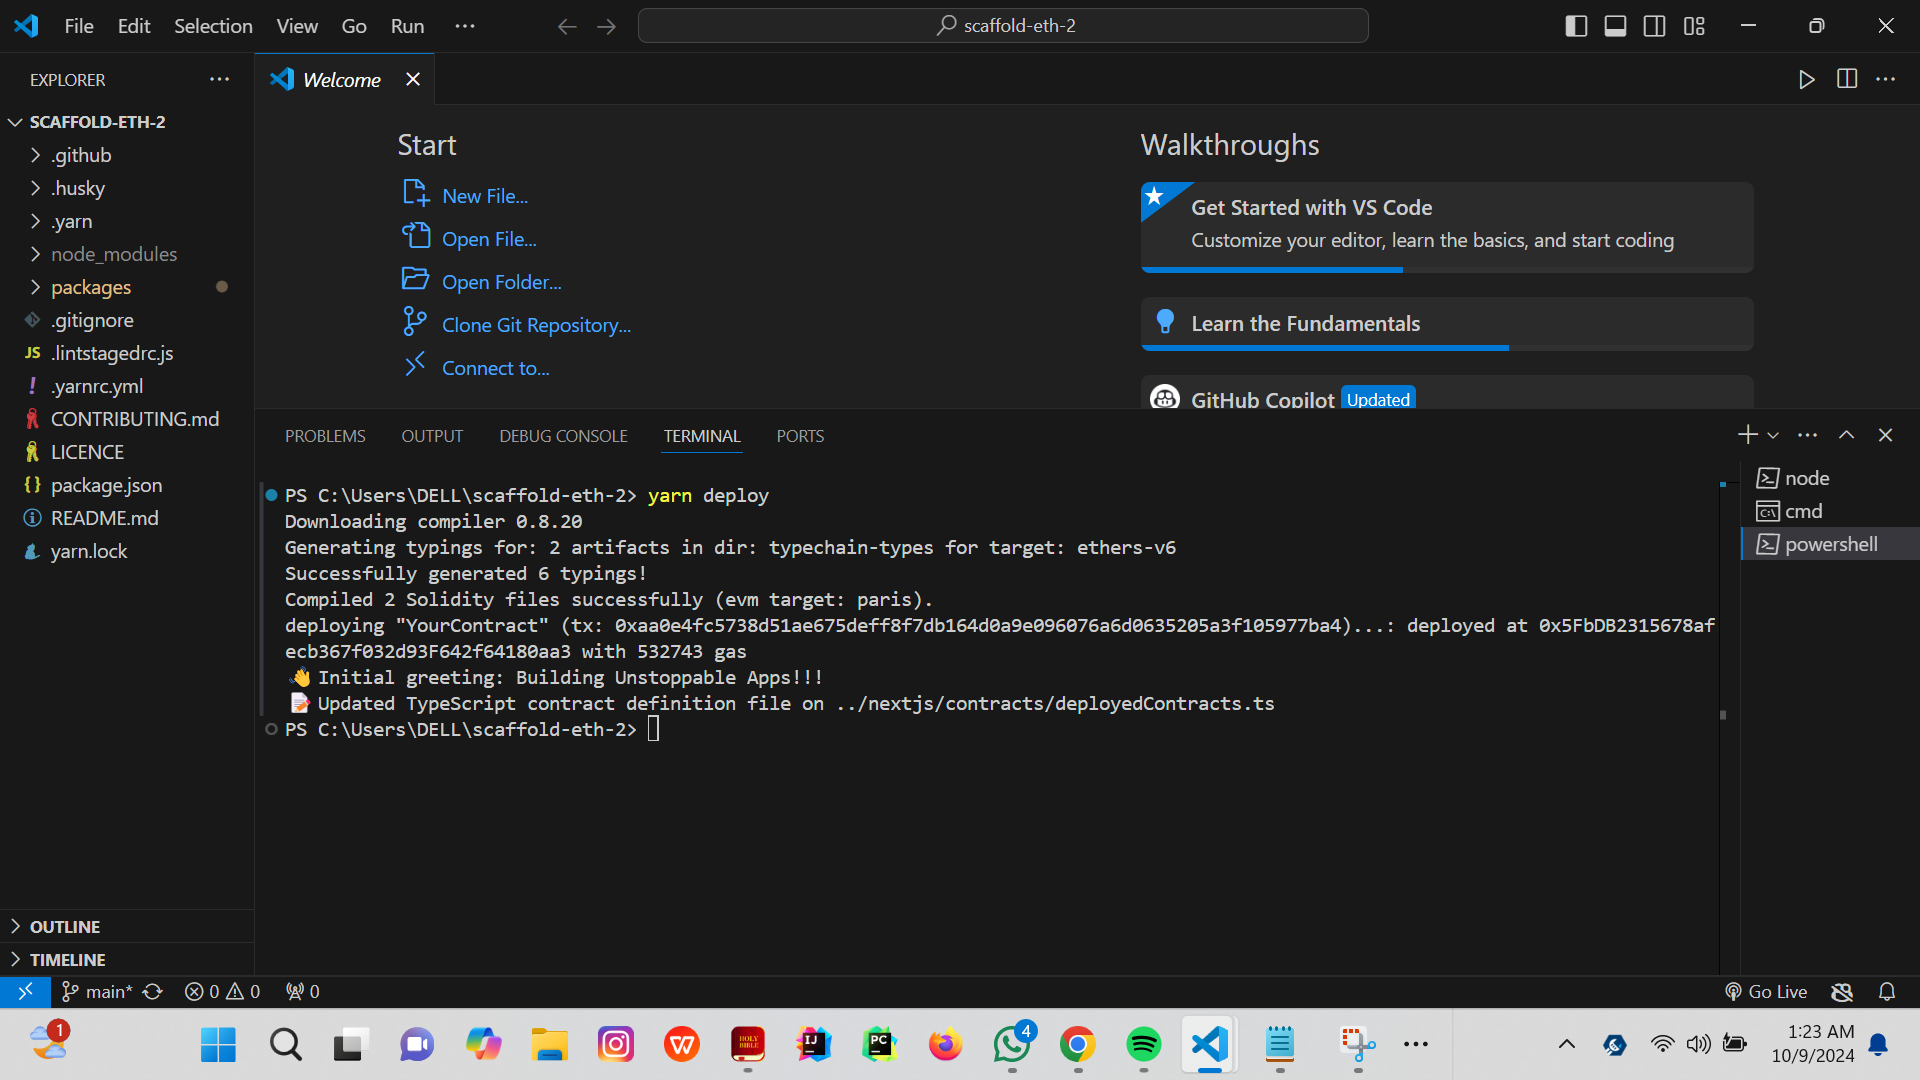 File Edit Selection View Go Run ...
scaffold-eth-2
EXPLORER
Welcome
SCAFFOLD-ETH-2
.github
.husky
.yarn
node_modules
packages
.gitignore
JS .lintstagedrc.js
! .yarnrc.yml
CONTRIBUTING.md
LICENCE
{} package.json
README.md
yarn.lock
OUTLINE
TIMELINE
Start
New File...
Open File...
Open Folder...
Clone Git Repository...
Connect to...
Walkthroughs
Get Started with VS Code
Customize your editor, learn the basics, and start coding
Learn the Fundamentals
GitHub Copilot Updated
PROBLEMS OUTPUT DEBUG CONSOLE TERMINAL PORTS
PS C:\Users\DELL\scaffold-eth-2> yarn deploy
Downloading compiler 0.8.20
Generating typings for: 2 artifacts in dir: typechain-types for target: ethers-v6
Successfully generated 6 typings!
Compiled 2 Solidity files successfully (evm target: paris).
deploying "YourContract" (tx: 0xaa0e4fc5738d51ae675deff8f7db164d0a9e096076a6d0635205a3f105977ba4)...: deployed at 0x5FbDB2315678af
ecb367f032d93F642f64180aa3 with 532743 gas
👋 Initial greeting: Building Unstoppable Apps!!!
📝 Updated TypeScript contract definition file on ../nextjs/contracts/deployedContracts.ts
PS C:\Users\DELL\scaffold-eth-2>
node
cmd
powershell
main* 0 0 0
Go Live
1
HOLY BIBLE
IJ
PC
4
1:23 AM
10/9/2024